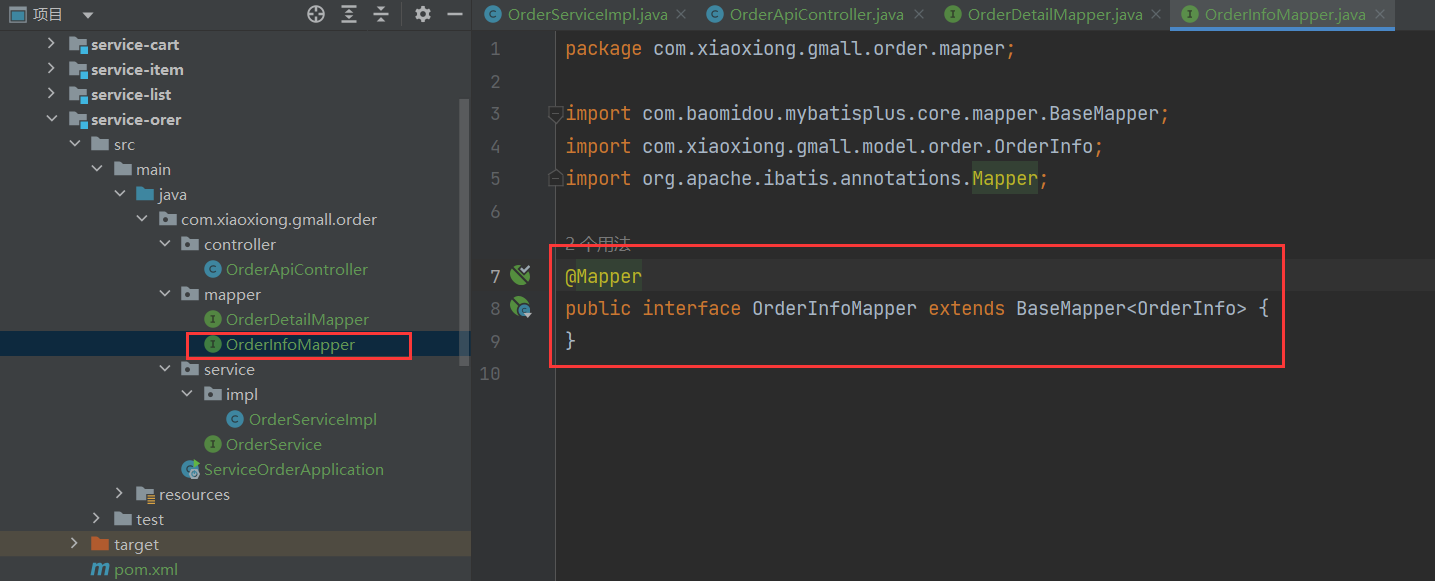 项目
service-cart
service-item
service-list
service-orer
src
main
java
com.xiaoxiong.gmall.order
controller
OrderApiController
mapper
OrderDetailMapper
OrderInfoMapper
service
impl
OrderServiceImpl
OrderService
ServiceOrderApplication
resources
test
target
pom.xml
OrderServiceImpl.java OrderApiController.java OrderDetailMapper.java OrderInfoMapper.java
1 package com.xiaoxiong.gmall.order.mapper;
2
3 import com.baomidou.mybatisplus.core.mapper.BaseMapper;
4 import com.xiaoxiong.gmall.model.order.OrderInfo;
5 import org.apache.ibatis.annotations.Mapper;
6
2 个用法
7 @Mapper
8 public interface OrderInfoMapper extends BaseMapper<OrderInfo> {
9 }
10